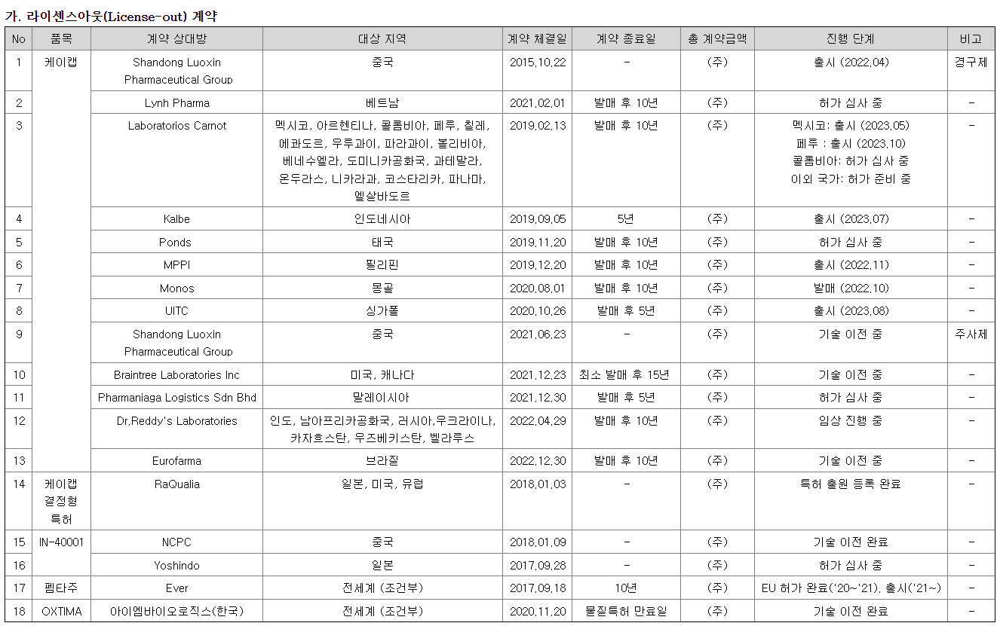 가. 라이센스아웃(License-out) 계약
No 품목 계약 상대방 대상 지역 계약 체결일 계약 종료일 총 계약금액 진행 단계 비고
1 케이캡 Shandong Luoxin Pharmaceutical Group 중국 2015.10.22 - (주) 출시 (2022.04) 경구제
2 Lynh Pharma 베트남 2021.02.01 발매 후 10년 (주) 허가 심사 중 -
3 Laboratorios Carnot 멕시코, 아르헨티나, 콜롬비아, 페루, 칠레, 2019.02.13 발매 후 10년 (주) 멕시코: 출시 (2023.05) -
에콰도르, 우루과이, 파라과이, 볼리비아, 페루 : 출시 (2023.10)
베네수엘라, 도미니카공화국, 과테말라, 콜롬비아: 허가 심사 중
온두라스, 니카라과, 코스타리카, 파나마, 이외 국가: 허가 준비 중
엘살바도르
4 Kalbe 인도네시아 2019.09.05 5년 (주) 출시 (2023.07) -
5 Ponds 태국 2019.11.20 발매 후 10년 (주) 허가 심사 중 -
6 MPPI 필리핀 2019.12.20 발매 후 10년 (주) 출시 (2022.11) -
7 Monos 몽골 2020.08.01 발매 후 10년 (주) 발매 (2022.10) -
8 UITC 싱가폴 2020.10.26 발매 후 5년 (주) 출시 (2023.08) -
9 Shandong Luoxin Pharmaceutical Group 중국 2021.06.23 - (주) 기술 이전 중 주사제
10 Braintree Laboratories Inc 미국, 캐나다 2021.12.23 최소 발매 후 15년 (주) 기술 이전 중 -
11 Pharmaniaga Logistics Sdn Bhd 말레이시아 2021.12.30 발매 후 5년 (주) 허가 심사 중 -
12 Dr.Reddy's Laboratories 인도, 남아프리카공화국, 러시아,우크라이나, 2022.04.29 발매 후 10년 (주) 임상 진행 중 -
카자흐스탄, 우즈베키스탄, 벨라루스
13 Eurofarma 브라질 2022.12.30 발매 후 10년 (주) 기술 이전 중 -
14 케이캡 RaQualia 일본, 미국, 유럽 2018.01.03 - (주) 특허 출원 등록 완료 -
결정형
특허
15 IN-40001 NCPC 중국 2018.01.09 - (주) 기술 이전 완료 -
16 Yoshindo 일본 2017.09.28 - (주) 허가 심사 중 -
17 펨타주 Ever 전세계 (조건부) 2017.09.18 10년 (주) EU 허가 완료('20~'21), 출시('21~) -
18 OXTIMA 아이엠바이오로직스(한국) 전세계 (조건부) 2020.11.20 물질특허 만료일 (주) 기술 이전 완료 -